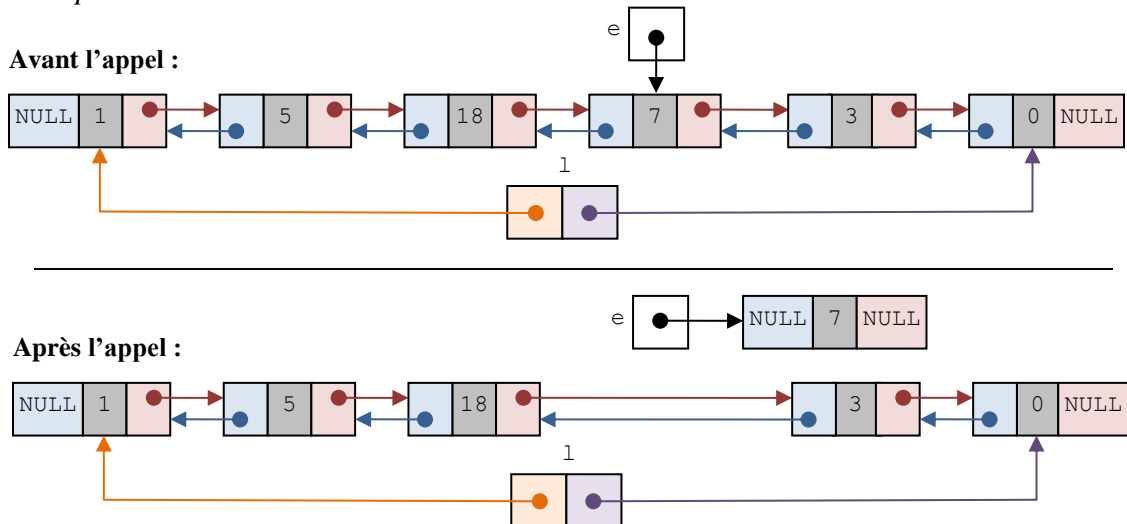 e
Avant l’appel :
NULL 1 5 18 7 3 0 NULL
l
e NULL 7 NULL
Après l’appel :
NULL 1 5 18 3 0 NULL
l